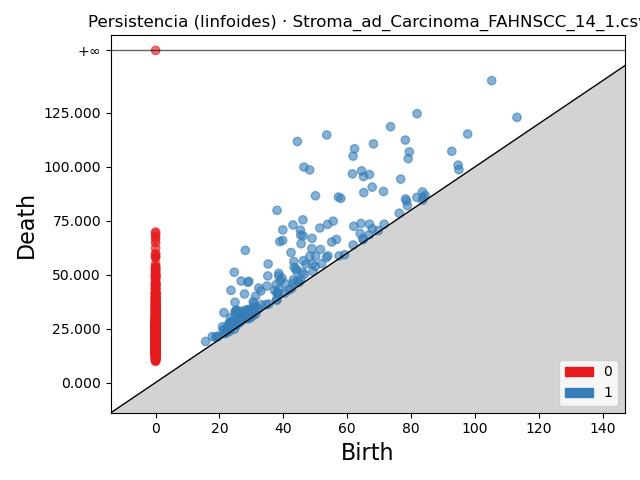 Persistencia (linfoides) · Stroma_ad_Carcinoma_FAHNSCC_14_1.csv
+∞
125.000
100.000
75.000
50.000
25.000
0.000
Death
0
1
0 20 40 60 80 100 120 140
Birth